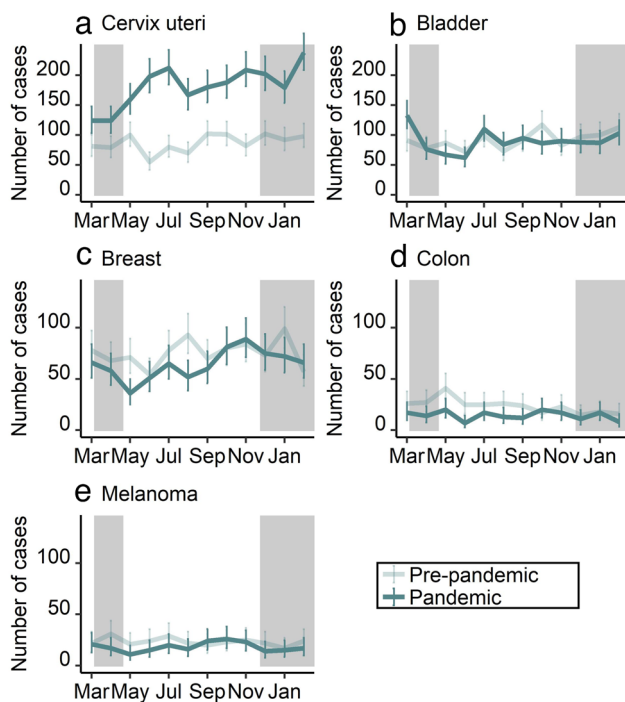 a Cervix uteri
Number of cases
200
150
100
50
0
Mar May Jul Sep Nov Jan
b Bladder
Number of cases
200
150
100
50
0
Mar May Jul Sep Nov Jan
c Breast
Number of cases
100
50
0
Mar May Jul Sep Nov Jan
d Colon
Number of cases
100
50
0
Mar May Jul Sep Nov Jan
e Melanoma
Number of cases
100
50
0
Mar May Jul Sep Nov Jan
Pre-pandemic
Pandemic